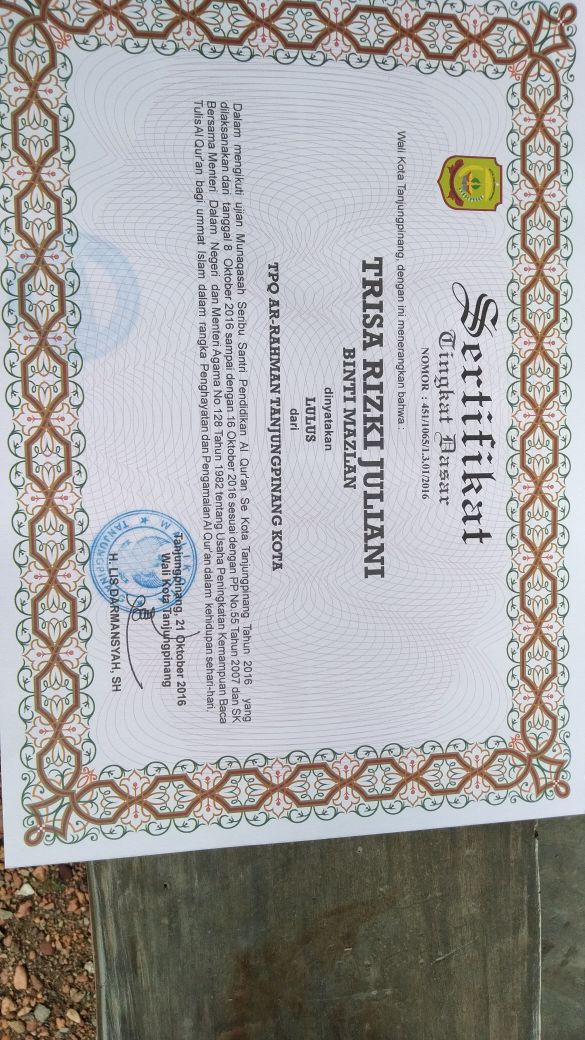 Sertifikat
Tingkat Dasar
NOMOR : 451/1065/1.3.01/2016
Wali Kota Tanjungpinang, dengan ini menerangkan bahwa :
TRISA RIZKI JULIANI
BINTI MAZLAN
dinyatakan
LULUS
dari
TPQ AR-RAHMAN TANJUNGPINANG KOTA
Dalam mengikuti ujian Munaqasah Seribu Santri Pendidikan Al Qur'an Se Kota Tanjungpinang Tahun 2016 yang
dilaksanakan dari tanggal 8 Oktober 2016 sampai dengan 16 Oktober 2016 sesuai dengan PP No.55 Tahun 2007 dan SK
Bersama Menteri Dalam Negeri dan Menteri Agama No.128 Tahun 1982 tentang Usaha Peningkatan Kemampuan Baca
Tulis Al Qur'an bagi ummat Islam dalam rangka Penghayatan dan Pengamalan Al Qur'an dalam kehidupan sehari-hari.
Tanjungpinang, 21 Oktober 2016
Wali Kota Tanjungpinang
WALIKOTA
TANJUNGPINANG
H. LIS DARMANSYAH, SH